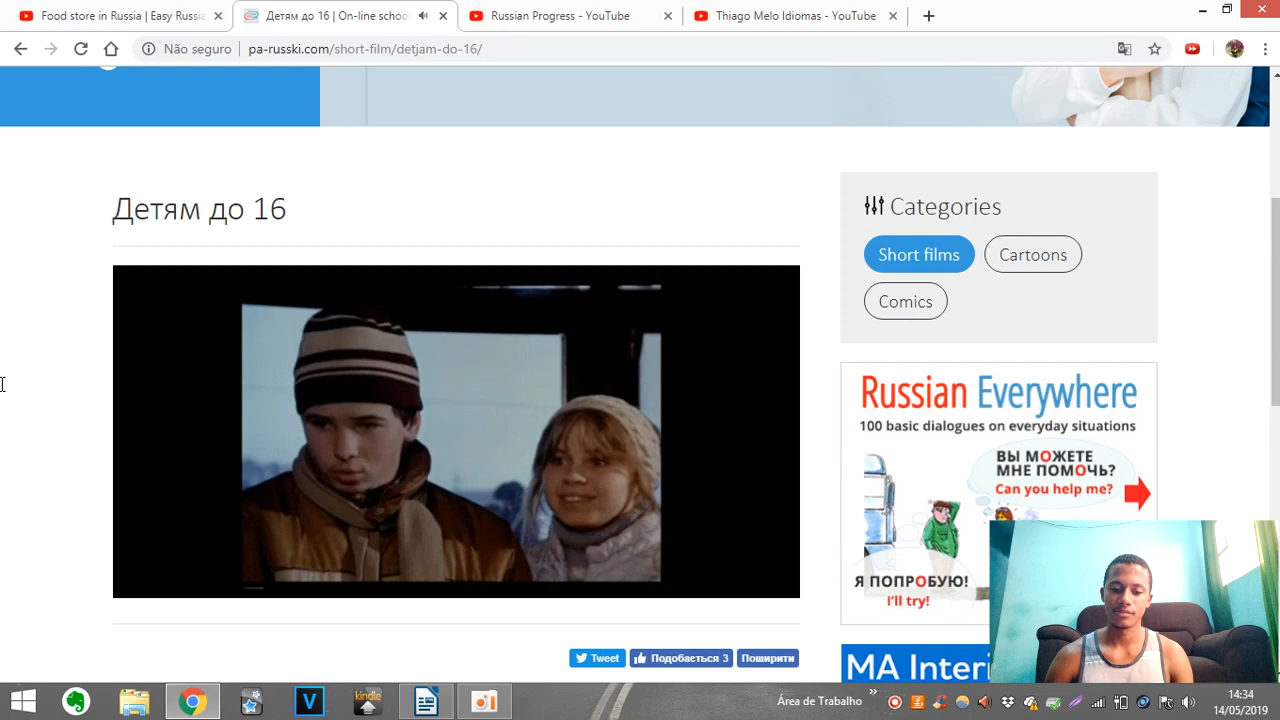 Food store in Russia | Easy Russia
Детям до 16 | On-line schoo
Russian Progress - YouTube
Thiago Melo Idiomas - YouTube
Não seguro
pa-russki.com/short-film/detjam-do-16/
Детям до 16
Categories
Short films
Cartoons
Comics
Russian Everywhere
100 basic dialogues on everyday situations
ВЫ МОЖЕТЕ
МНЕ ПОМОЧЬ?
Can you help me?
Я ПОПРОБУЮ!
I'll try!
Tweet
Подобається 3
Поширити
MA Interi
V
kindle
Área de Trabalho
14:34
14/05/2019